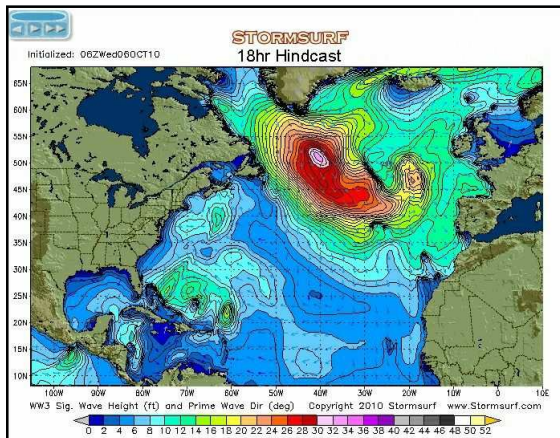 STORMSURF
Initialized: 06ZWed06OCT10
18hr Hindcast
65N
60N
55N
50N
45N
40N
35N
30N
25N
20N
15N
10N
100W 90W 80W 70W 60W 50W 40W 30W 20W 10W 0 10E
WW3 Sig. Wave Height (ft) and Prime Wave Dir (deg) Copyright 2010 Stormsurf www.Stormsurf.com
0 2 4 6 8 10 12 14 16 18 20 22 24 26 28 30 32 34 36 38 40 42 44 46 48 50 52